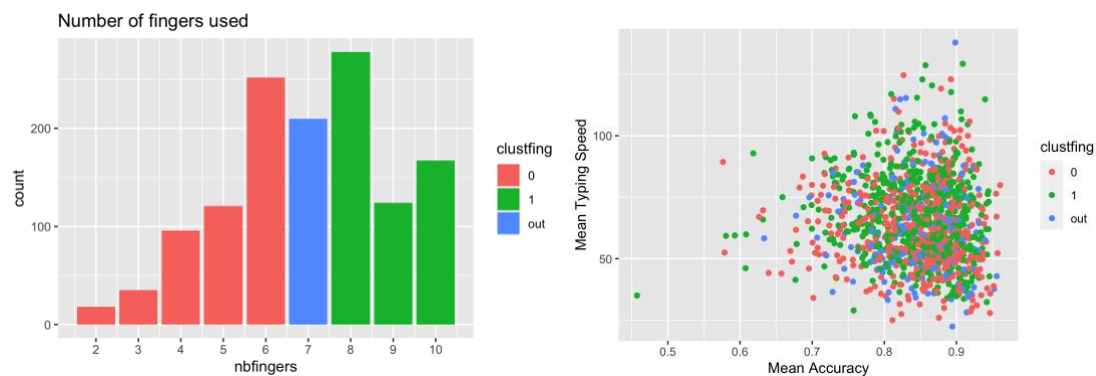 Number of fingers used
200
100
0
count
2 3 4 5 6 7 8 9 10
nbfingers
clustfing
0
1
out
100
50
Mean Typing Speed
0.5 0.6 0.7 0.8 0.9
Mean Accuracy
clustfing
0
1
out